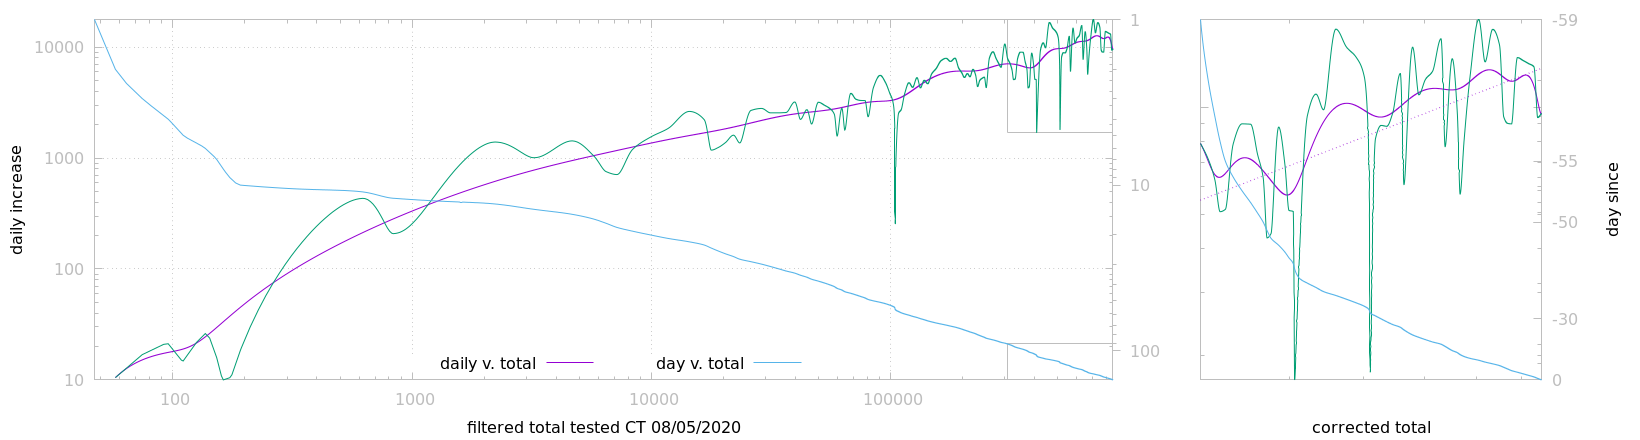 10000
1000
100
10
daily increase
100
1000
10000
100000
filtered total tested CT 08/05/2020
daily v. total
day v. total
1
10
100
-59
-55
-50
-30
0
day since
corrected total